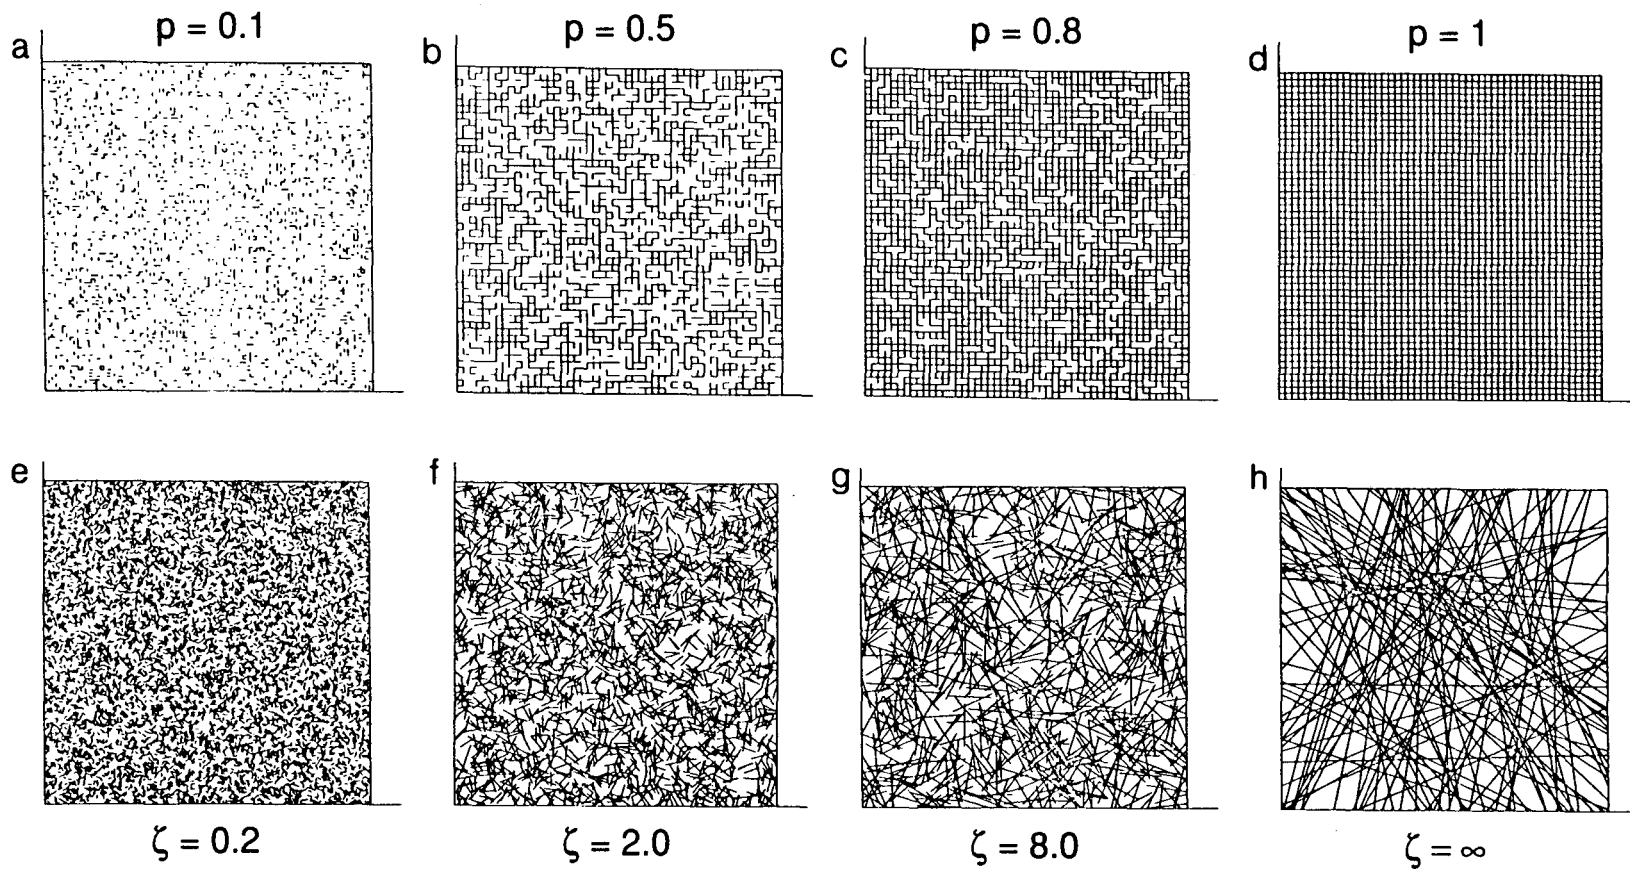 p = 0.1
p = 0.5
p = 0.8
p = 1
a
b
c
d
e
f
g
h
ζ = 0.2
ζ = 2.0
ζ = 8.0
ζ = ∞